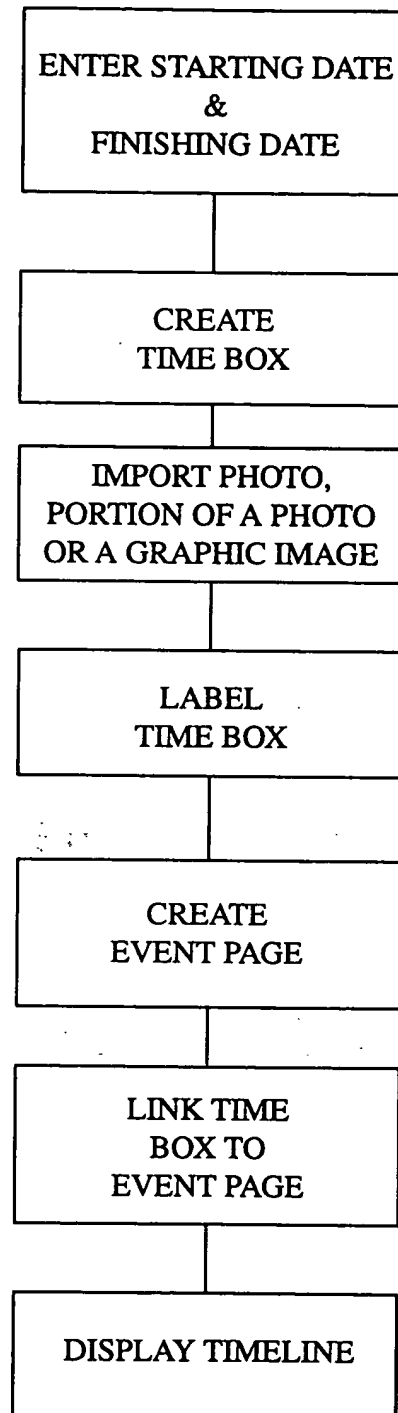 ENTER STARTING DATE
&
FINISHING DATE
CREATE
TIME BOX
IMPORT PHOTO,
PORTION OF A PHOTO
OR A GRAPHIC IMAGE
LABEL
TIME BOX
CREATE
EVENT PAGE
LINK TIME
BOX TO
EVENT PAGE
DISPLAY TIMELINE